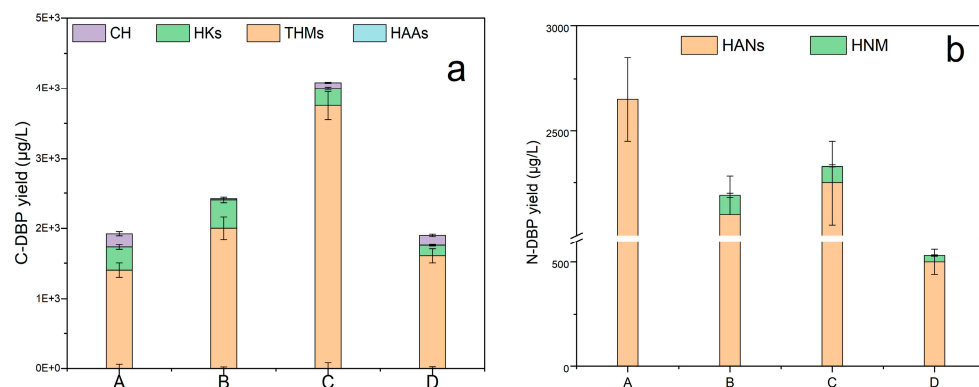 CH HKs THMs HAAs
a
5E+3
4E+3
3E+3
2E+3
1E+3
0E+0
C-DBP yield (μg/L)
A B C D
HANs HNM
b
3000
2500
500
0
N-DBP yield (μg/L)
A B C D